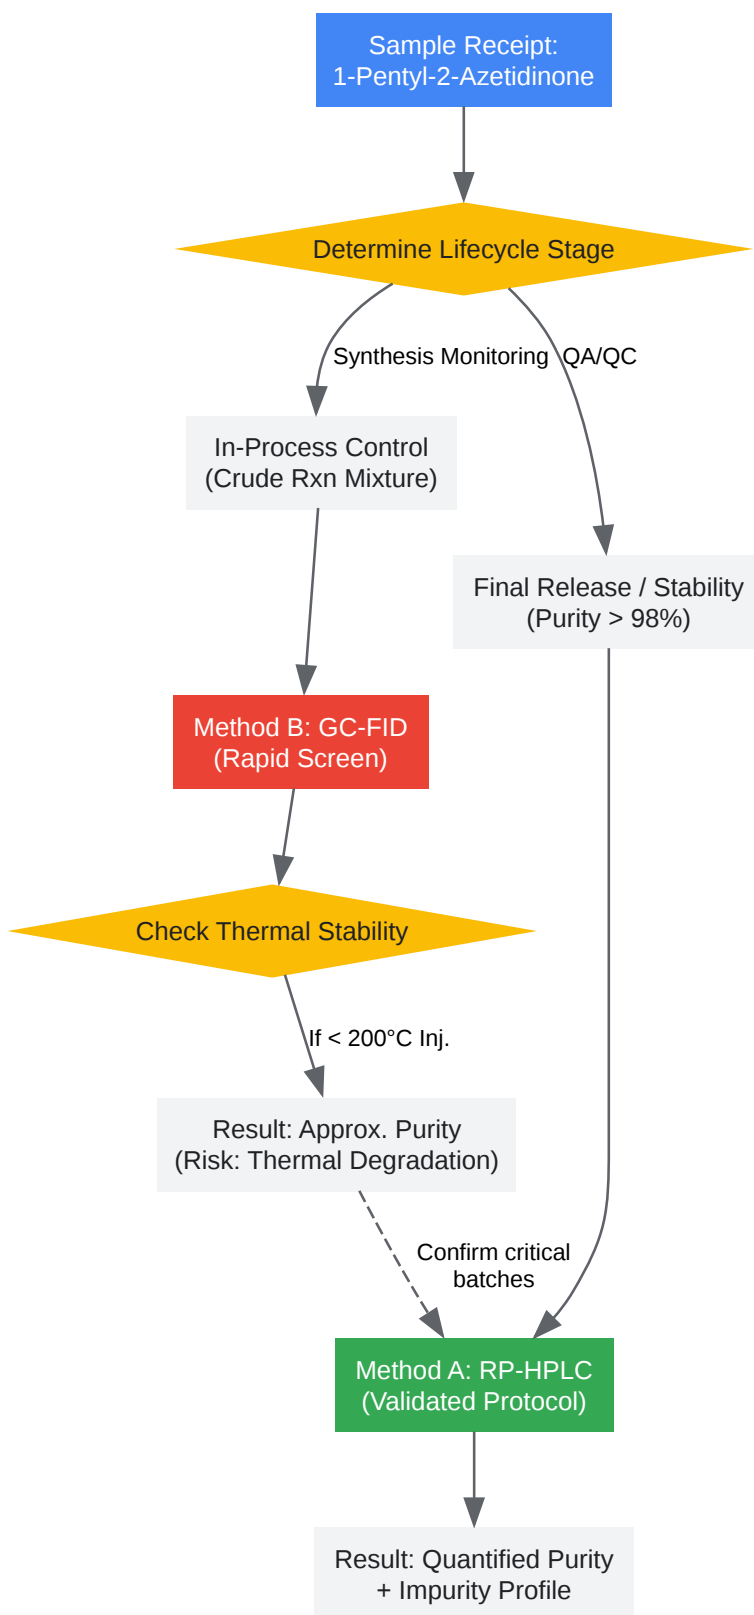 Sample Receipt:
1-Pentyl-2-Azetidinone
Determine Lifecycle Stage
Synthesis Monitoring
QA/QC
In-Process Control
(Crude Rxn Mixture)
Final Release / Stability
(Purity > 98%)
Method B: GC-FID
(Rapid Screen)
Check Thermal Stability
If < 200°C Inj.
Result: Approx. Purity
(Risk: Thermal Degradation)
Confirm critical
batches
Method A: RP-HPLC
(Validated Protocol)
Result: Quantified Purity
+ Impurity Profile